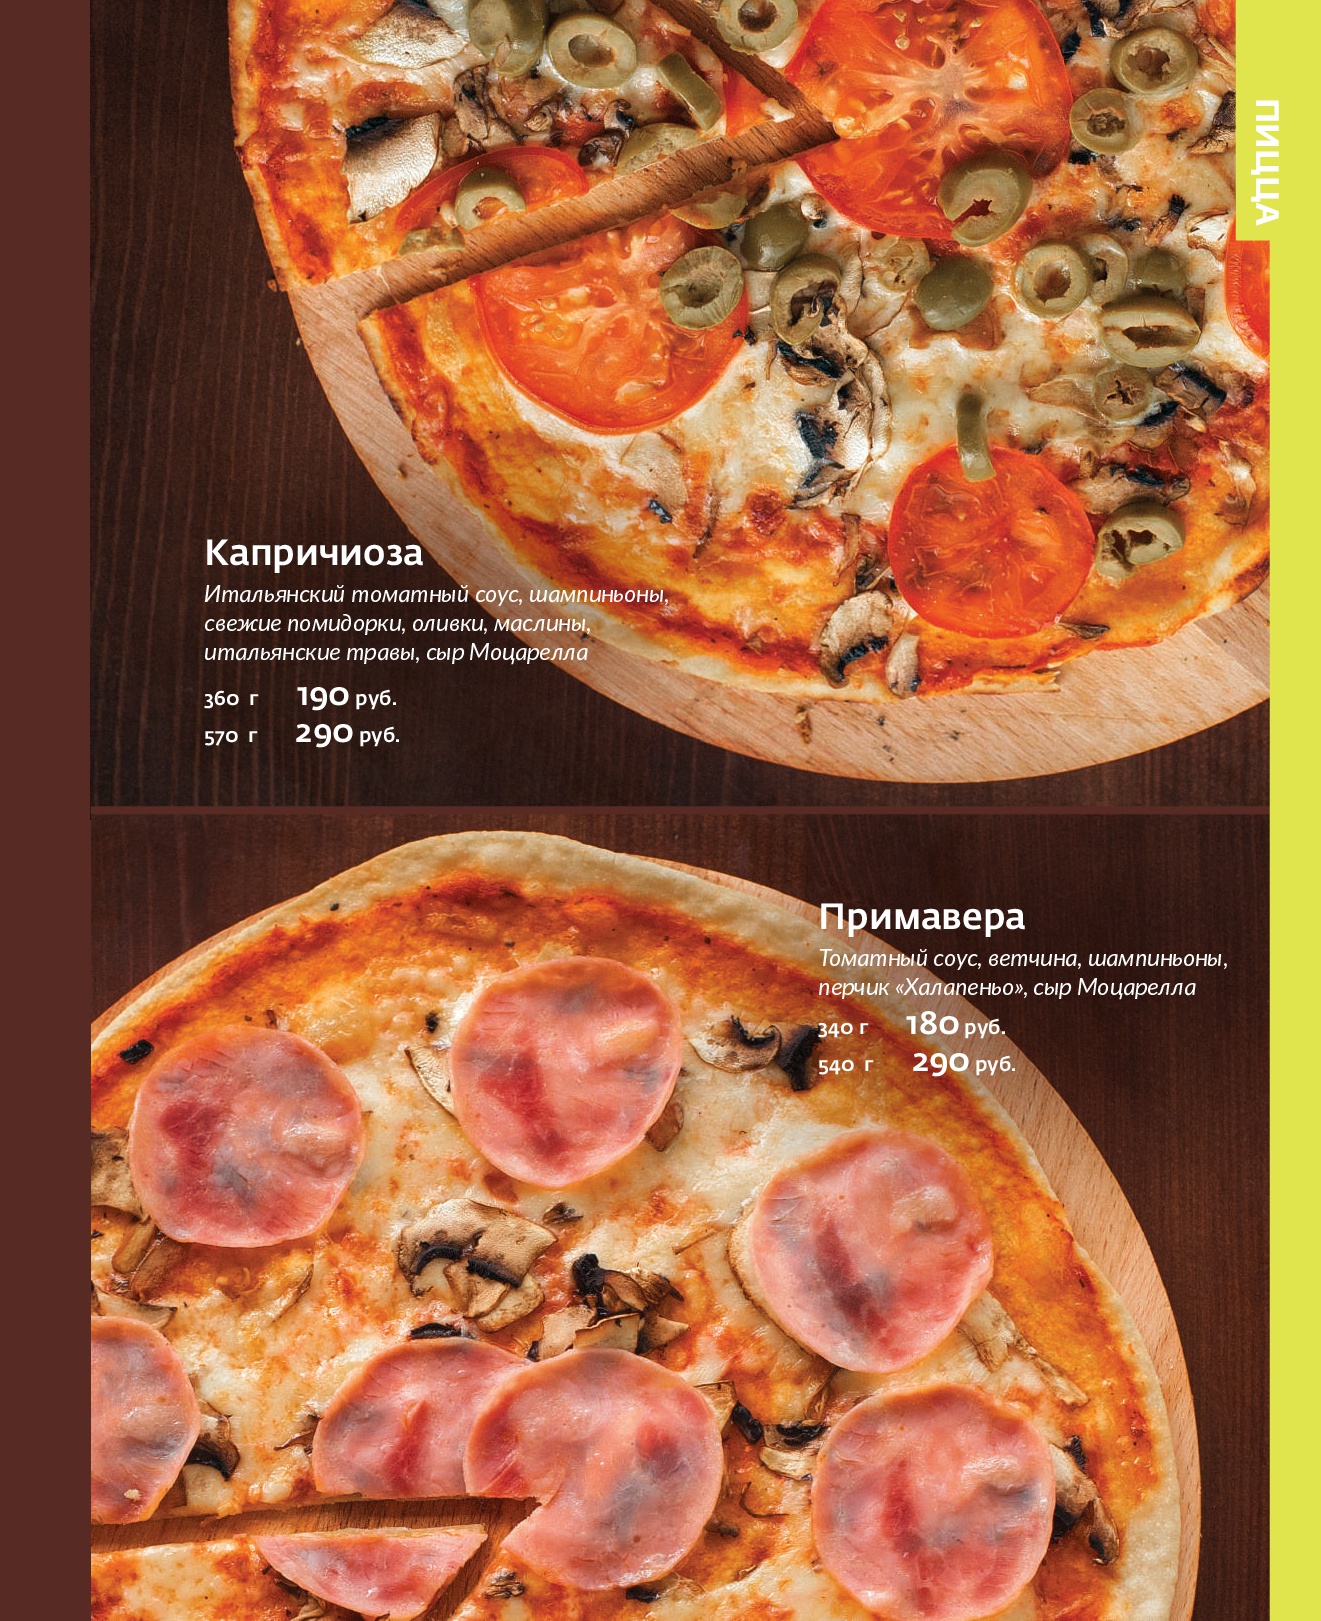 ПИЦЦА
Капричиоза
Итальянский томатный соус, шампиньоны,
свежие помидорки, оливки, маслины,
итальянские травы, сыр Моцарелла
360 г 190 руб.
570 г 290 руб.
Примавера
Томатный соус, ветчина, шампиньоны,
перчик «Халапеньо», сыр Моцарелла
340 г 180 руб.
540 г 290 руб.